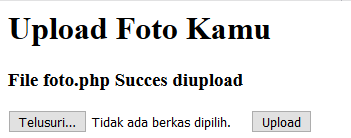 Upload Foto Kamu
File foto.php Succes diupload
Telusuri... Tidak ada berkas dipilih. Upload